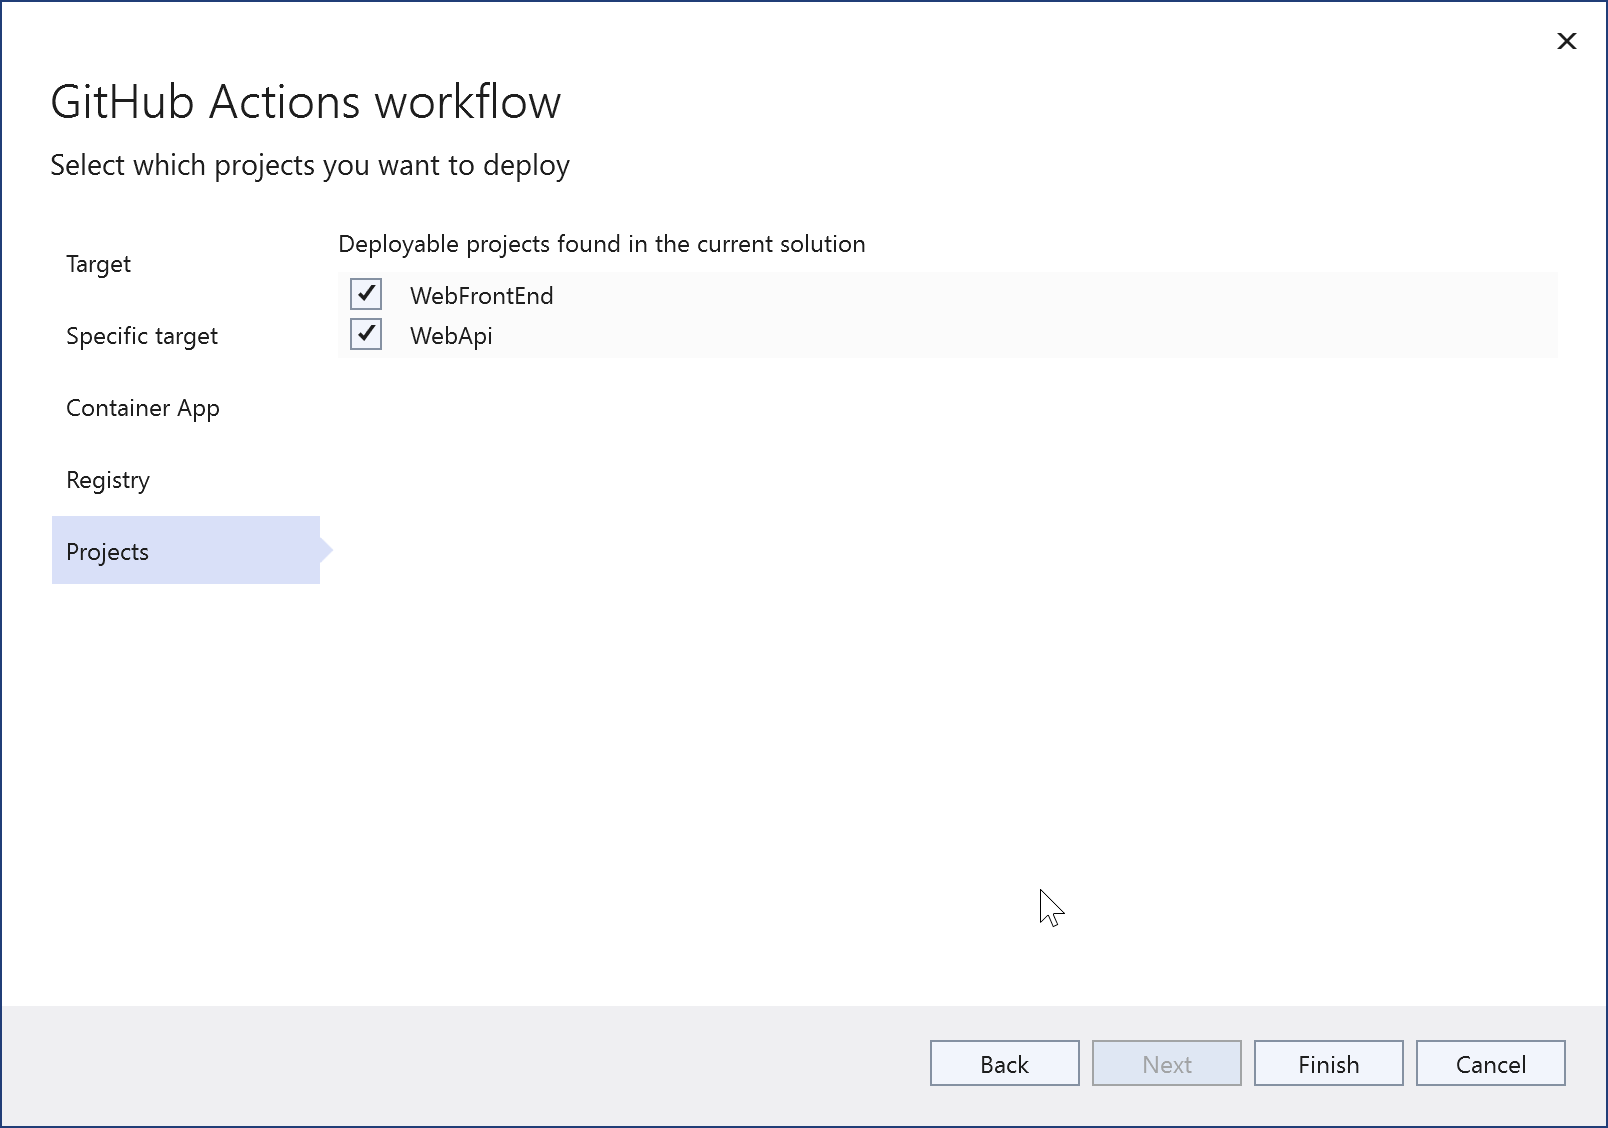 GitHub Actions workflow
Select which projects you want to deploy
Target
Specific target
Container App
Registry
Projects
Deployable projects found in the current solution
WebFrontEnd
WebApi
Back
Next
Finish
Cancel